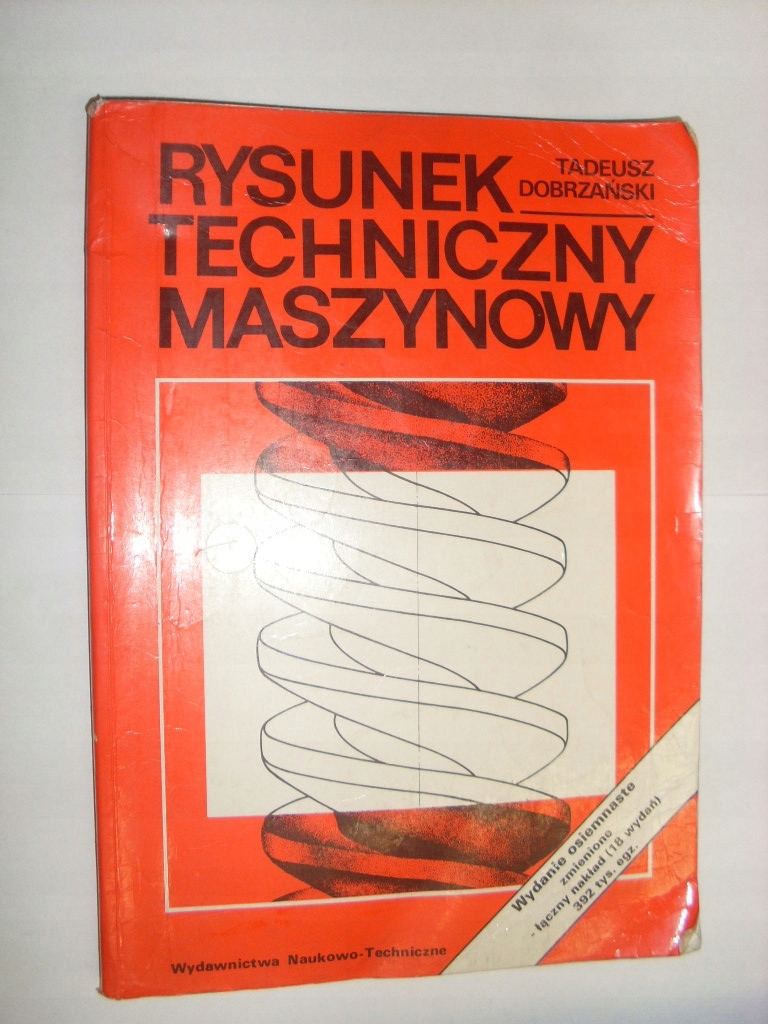 RYSUNEK
TADEUSZ
DOBRZAŃSKI
TECHNICZNY
MASZYNOWY
Wydanie osiemnaste
zmienione
- łączny nakład (18 wydań)
392 tys. egz.
Wydawnictwa Naukowo-Techniczne